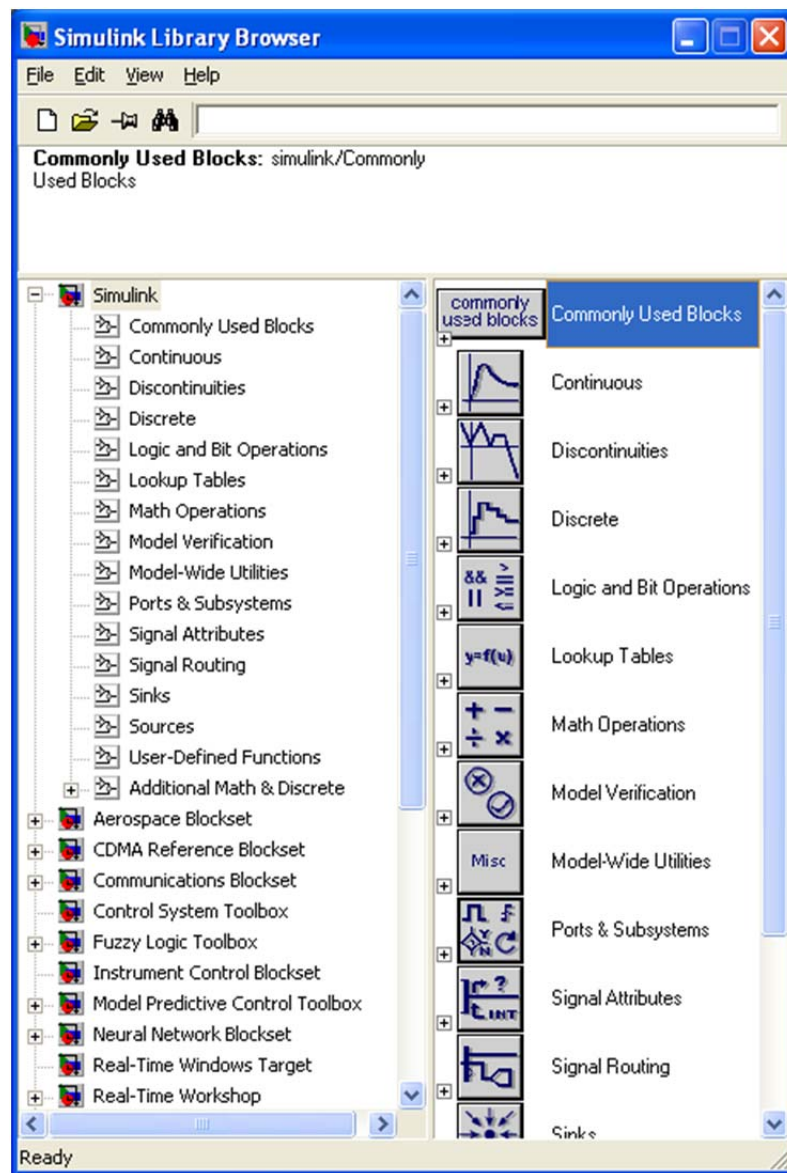 Simulink Library Browser
File Edit View Help
Commonly Used Blocks: simulink/Commonly
Used Blocks
Simulink
Commonly Used Blocks
Continuous
Discontinuities
Discrete
Logic and Bit Operations
Lookup Tables
Math Operations
Model Verification
Model-Wide Utilities
Ports & Subsystems
Signal Attributes
Signal Routing
Sinks
Sources
User-Defined Functions
Additional Math & Discrete
Aerospace Blockset
CDMA Reference Blockset
Communications Blockset
Control System Toolbox
Fuzzy Logic Toolbox
Instrument Control Blockset
Model Predictive Control Toolbox
Neural Network Blockset
Real-Time Windows Target
Real-Time Workshop
commonly
used blocks
Commonly Used Blocks
Continuous
Discontinuities
Discrete
&& >
|| >=
<=
Logic and Bit Operations
y=f(u)
Lookup Tables
+ −
÷ ×
Math Operations
Model Verification
Misc
Model-Wide Utilities
Y
N
Ports & Subsystems
?
INT
Signal Attributes
Signal Routing
Sinks
Ready